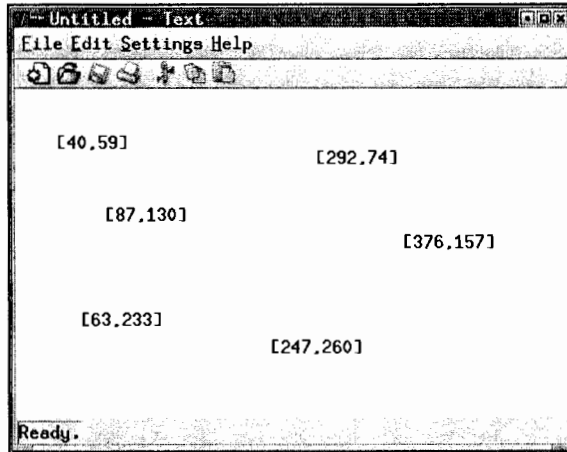 Untitled - Text
File Edit Settings Help
[40,59]
[292,74]
[87,130]
[376,157]
[63,233]
[247,260]
Ready.